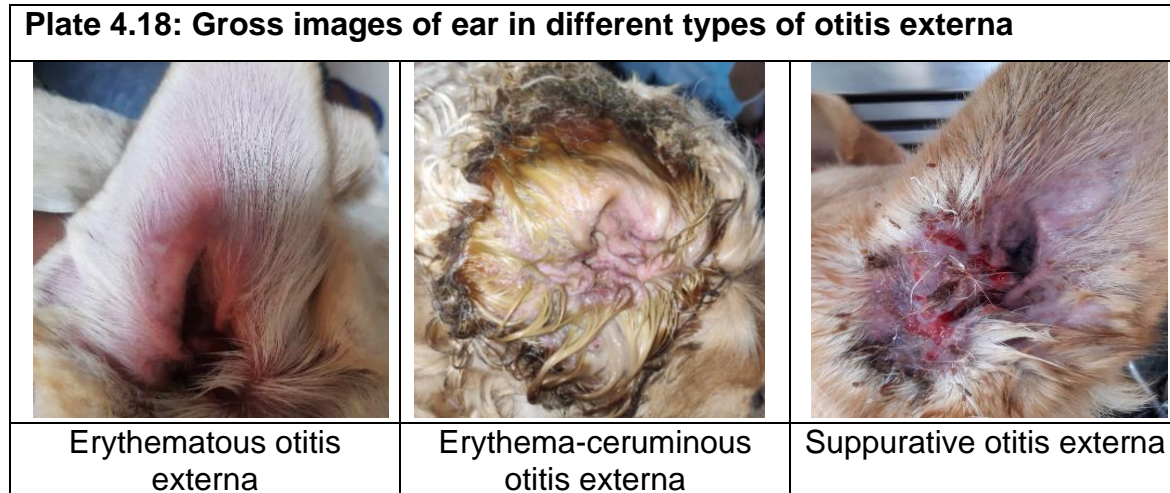 Plate 4.18: Gross images of ear in different types of otitis externa
Erythematous otitis
externa
Erythema-ceruminous
otitis externa
Suppurative otitis externa